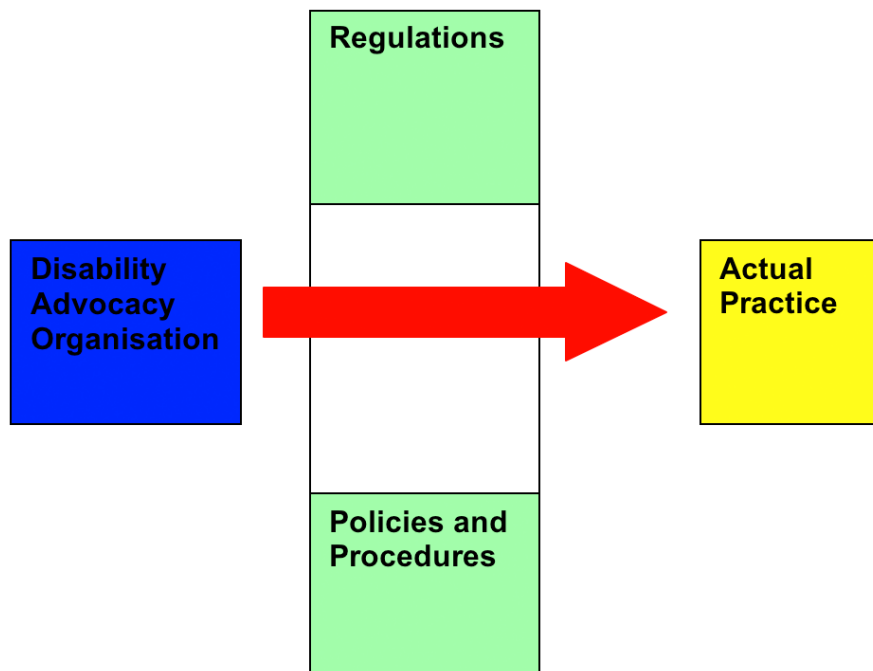 Regulations
Disability
Advocacy
Organisation
Actual
Practice
Policies and
Procedures